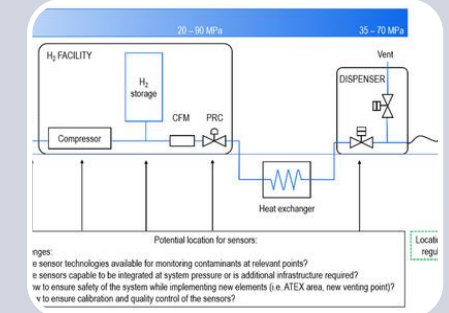 20 – 90 MPa
35 – 70 MPa
H₂ FACILITY
Vent
H₂
storage
DISPENSER
CFM
PRC
Compressor
Heat exchanger
Potential location for sensors:
enges:
e sensor technologies available for monitoring contaminants at relevant points?
e sensors capable to be integrated at system pressure or is additional infrastructure required?
w to ensure safety of the system while implementing new elements (i.e. ATEX area, new venting point)?
w to ensure calibration and quality control of the sensors?
Locati
regu